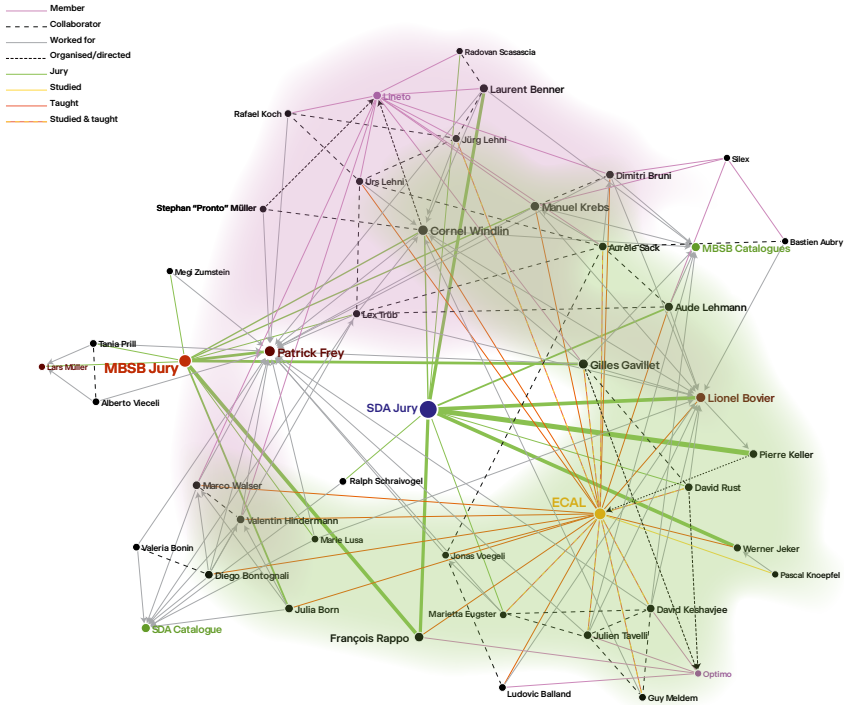 Member
Collaborator
Worked for
Organised/directed
Jury
Studied
Taught
Studied & taught
Radovan Scasascia
Laurent Benner
Lineto
Rafael Koch
Jürg Lehni
Silex
Dimitri Bruni
Urs Lehni
Stephan "Pronto" Müller
Manuel Krebs
Cornel Windlin
Aurèle Sack
MBSB Catalogues
Bastien Aubry
Megi Zumstein
Aude Lehmann
Lex Trüb
Tania Prill
Patrick Frey
Lars Müller
MBSB Jury
Gilles Gavillet
Alberto Vieceli
SDA Jury
Lionel Bovier
Pierre Keller
Ralph Schraivogel
Marco Walser
David Rust
ECAL
Valentin Hindermann
Marie Lusa
Valeria Bonin
Jonas Voegeli
Werner Jeker
Diego Bontognali
Pascal Knoepfel
Julia Born
Marietta Eugster
David Keshavjee
SDA Catalogue
François Rappo
Julien Tavelli
Optimo
Ludovic Balland
Guy Meldem